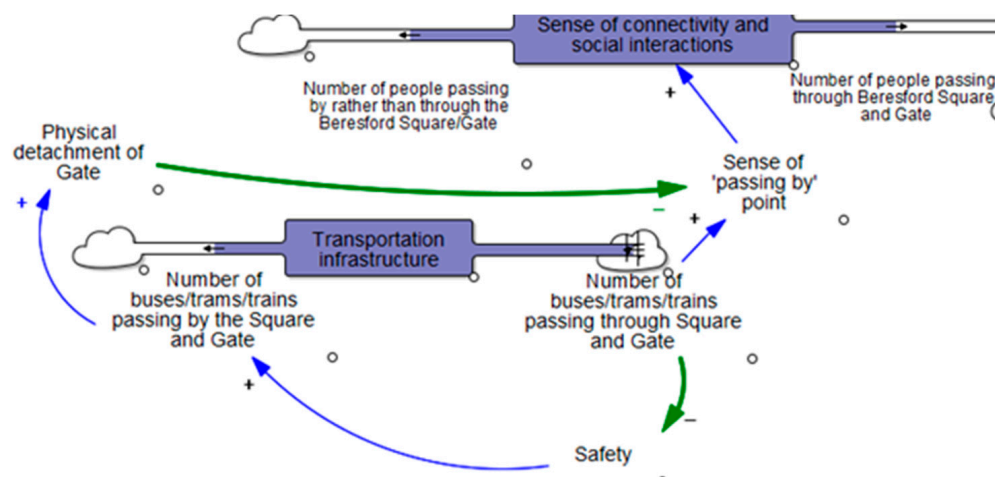 Sense of connectivity and
social interactions
Number of people passing
by rather than through the
Beresford Square/Gate
Number of people passing
through Beresford Square
and Gate
+
Physical
detachment of
Gate
Sense of
'passing by'
point
+
−
+
Transportation
infrastructure
Number of
buses/trams/trains
passing by the Square
and Gate
Number of
buses/trams/trains
passing through Square
and Gate
+
−
Safety